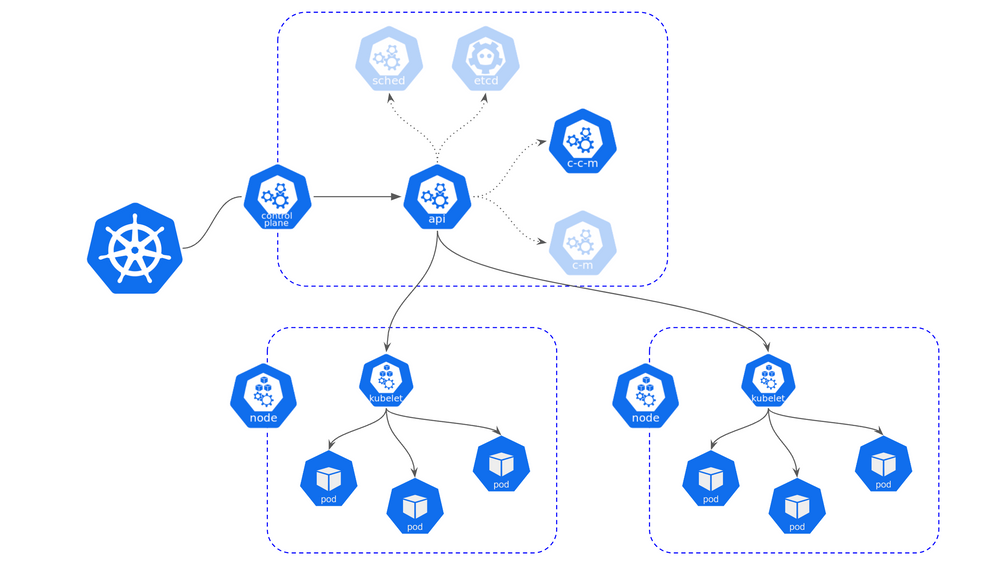 sched
etcd
c-c-m
control
plane
api
c-m
node
kubelet
pod
pod
pod
node
kubelet
pod
pod
pod